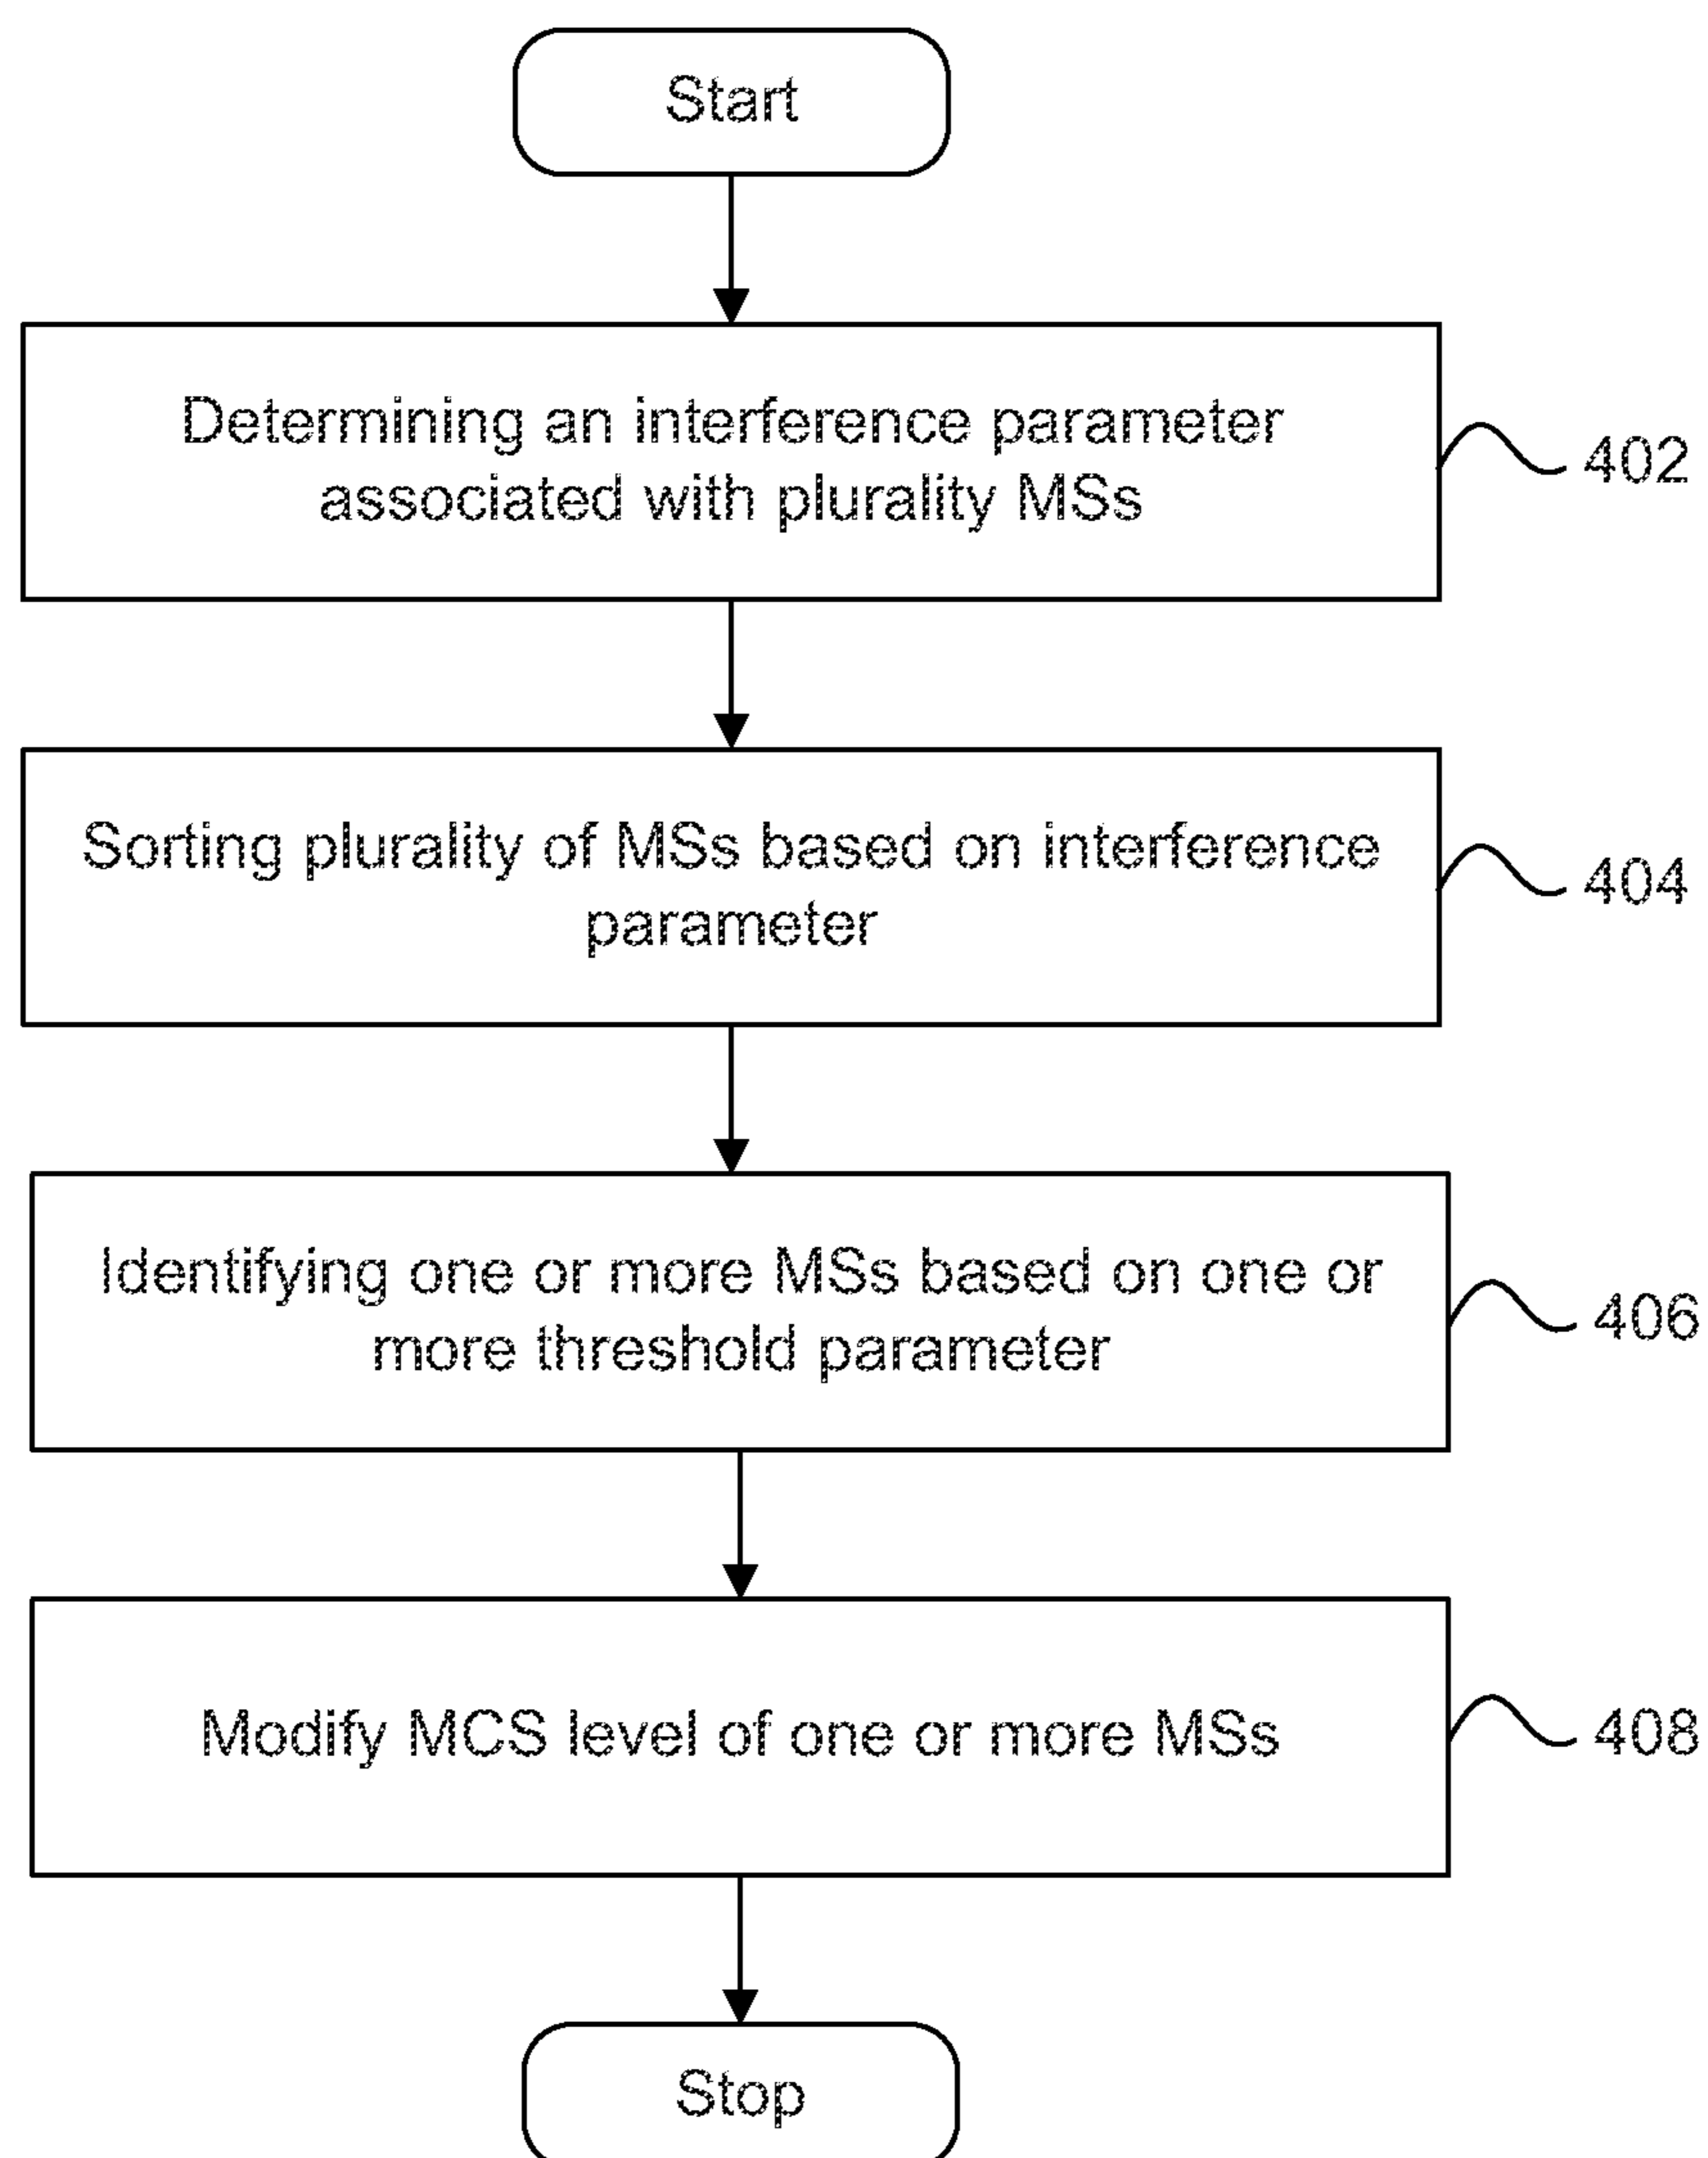 Start
Determining an interference parameter
associated with plurality MSs
402
Sorting plurality of MSs based on interference
parameter
404
Identifying one or more MSs based on one or
more threshold parameter
406
Modify MCS level of one or more MSs
408
Stop